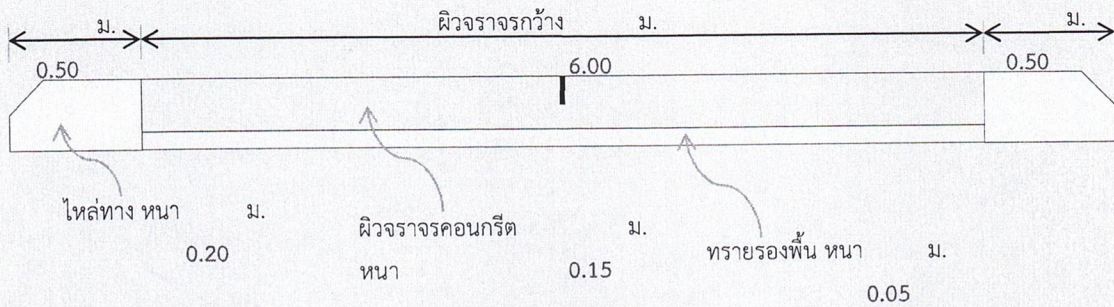 ม. ผิวจราจรกว้าง ม. ม.
0.50 6.00 0.50
ไหล่ทาง หนา ม.
0.20
ผิวจราจรคอนกรีต ม.
หนา 0.15
ทรายรองพื้น หนา ม.
0.05